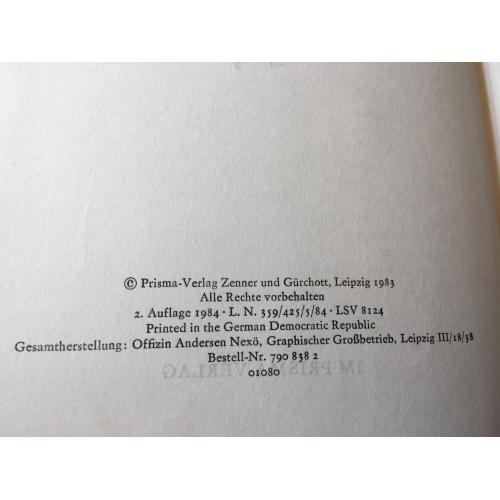 © Prisma-Verlag Zenner und Gürchott, Leipzig 1983
Alle Rechte vorbehalten
2. Auflage 1984 · L. N. 359/425/5/84 · LSV 8124
Printed in the German Democratic Republic
Gesamtherstellung: Offizin Andersen Nexö, Graphischer Großbetrieb, Leipzig III/18/38
Bestell-Nr. 790 838 2
01080